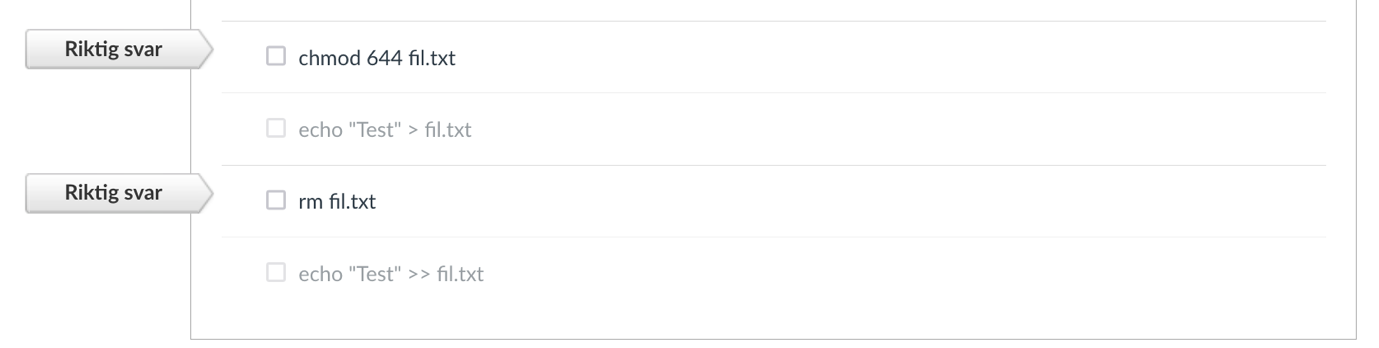 Riktig svar
chmod 644 fil.txt
echo "Test" > fil.txt
Riktig svar
rm fil.txt
echo "Test" >> fil.txt